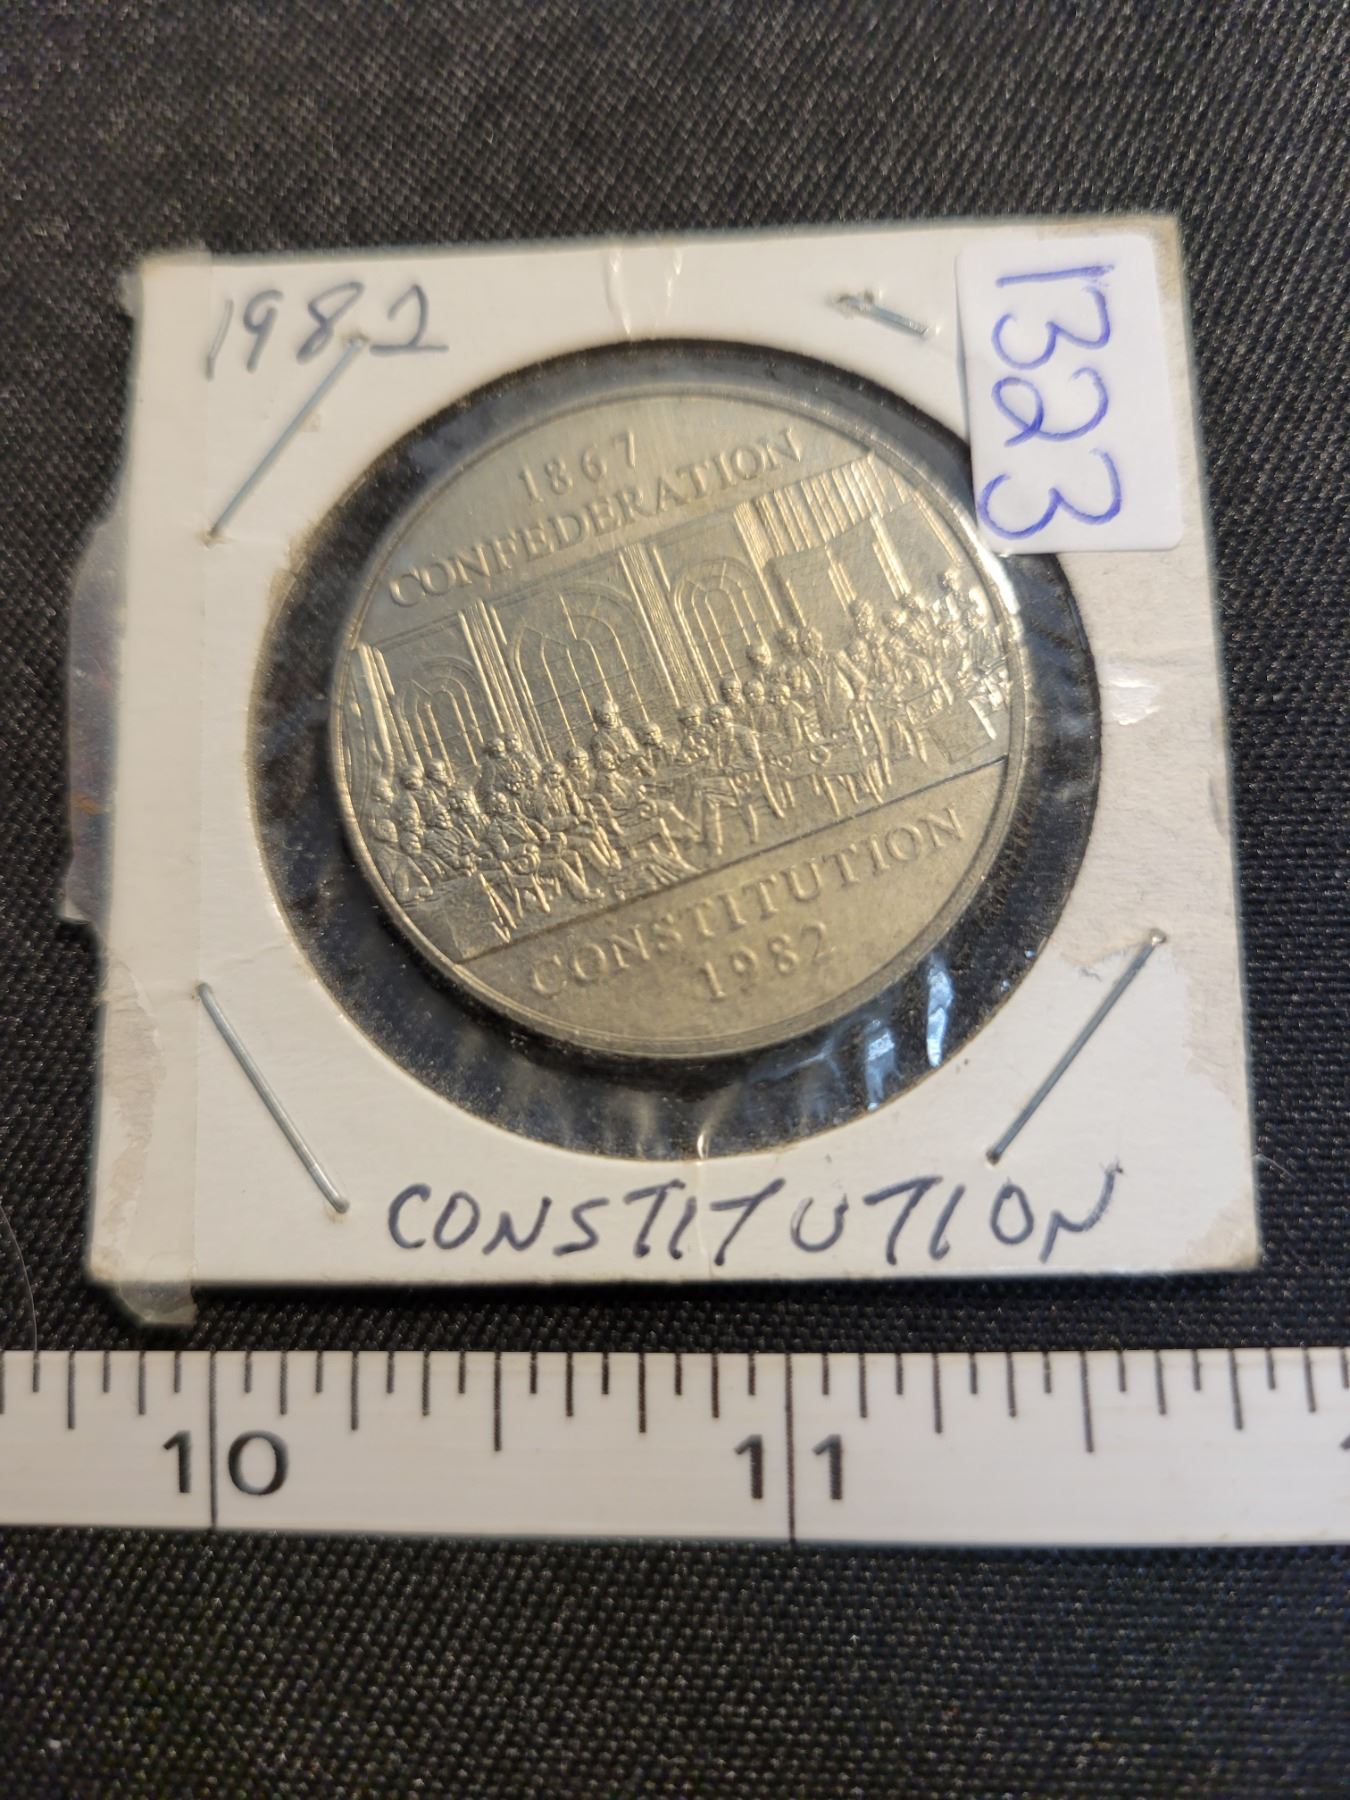 1982
1323
1867
CONFEDERATION
CONSTITUTION
1982
CONSTITUTION
10
11